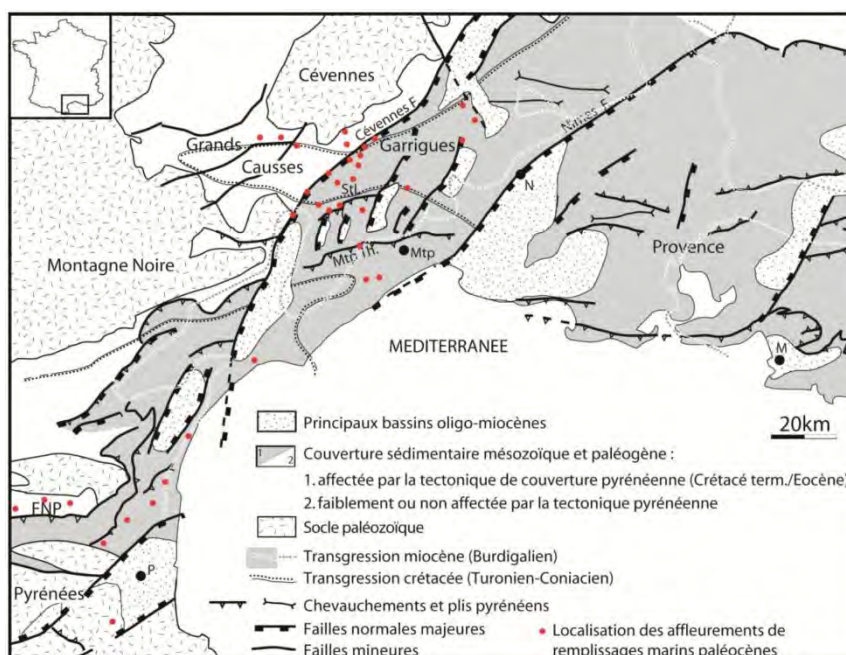 Cévennes
Cévennes F.
Nîmes F.
Grands
Causses
Garrigues
StL
N
Provence
Montagne Noire
Mtp Th.
Mtp
MEDITERRANEE
M
20km
Principaux bassins oligo-miocènes
1
2
Couverture sédimentaire mésozoïque et paléogène :
1. affectée par la tectonique de couverture pyrénéenne (Crétacé term./Eocène)
2. faiblement ou non affectée par la tectonique pyrénéenne
Socle paléozoïque
Transgression miocène (Burdigalien)
Transgression crétacée (Turonien-Coniacien)
Chevauchements et plis pyrénéens
Failles normales majeures
Failles mineures
Localisation des affleurements de
remplissages marins paléocènes
FNP
P
Pyrénées